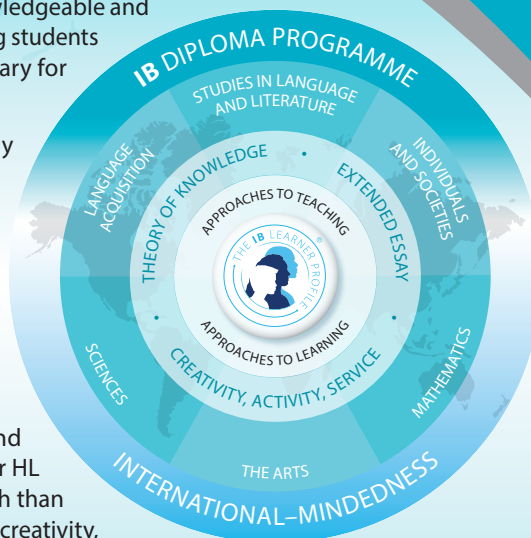 ledgeable and
g students
ary for
y
nd
r HL
h than
creativity,
IB DIPLOMA PROGRAMME
STUDIES IN LANGUAGE
AND LITERATURE
LANGUAGE
ACQUISITION
INDIVIDUALS
AND SOCIETIES
THEORY OF KNOWLEDGE •
EXTENDED ESSAY •
APPROACHES TO TEACHING
THE IB LEARNER PROFILE ®
APPROACHES TO LEARNING
CREATIVITY, ACTIVITY, SERVICE •
SCIENCES
MATHEMATICS
THE ARTS
INTERNATIONAL–MINDEDNESS